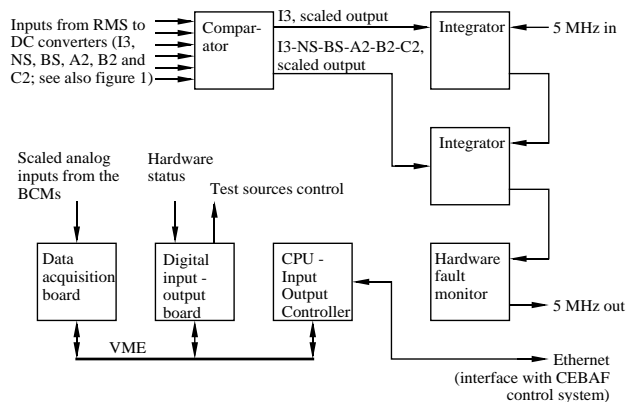 Inputs from RMS to
DC converters (I3,
NS, BS, A2, B2 and
C2; see also figure 1)
Compar-
ator
I3, scaled output
I3-NS-BS-A2-B2-C2,
scaled output
Integrator
5 MHz in
Integrator
Scaled analog
inputs from the
BCMs
Hardware
status
Test sources control
Data
acquisition
board
Digital
input -
output
board
CPU -
Input
Output
Controller
Hardware
fault
monitor
5 MHz out
VME
Ethernet
(interface with CEBAF
control system)